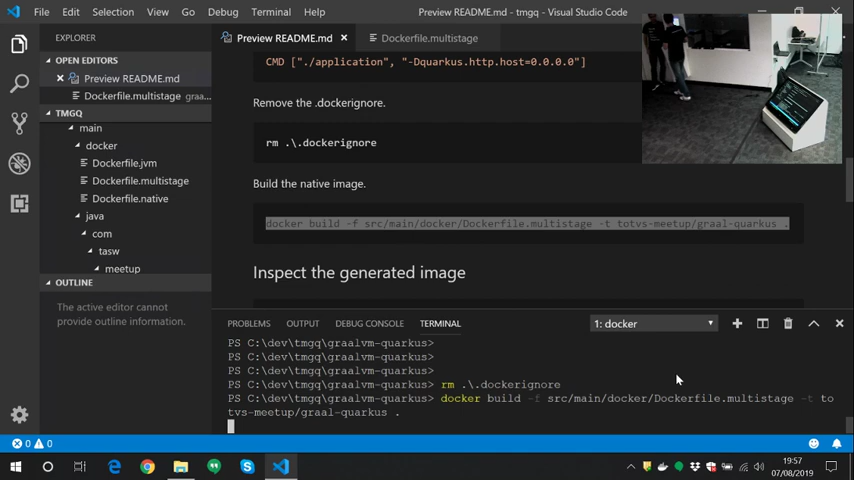 File Edit Selection View Go Debug Terminal Help Preview README.md - tmgq - Visual Studio Code
EXPLORER
OPEN EDITORS
Preview README.md
Dockerfile.multistage graa...
TMGQ
main
docker
Dockerfile.jvm
Dockerfile.multistage
Dockerfile.native
java
com
tasw
meetup
OUTLINE
The active editor cannot
provide outline information.
Preview README.md
Dockerfile.multistage
CMD ["./application", "-Dquarkus.http.host=0.0.0.0"]
Remove the .dockerignore.
rm .\.dockerignore
Build the native image.
docker build -f src/main/docker/Dockerfile.multistage -t totvs-meetup/graal-quarkus .
Inspect the generated image
PROBLEMS OUTPUT DEBUG CONSOLE TERMINAL 1: docker
PS C:\dev\tmgq\graalvm-quarkus>
PS C:\dev\tmgq\graalvm-quarkus>
PS C:\dev\tmgq\graalvm-quarkus>
PS C:\dev\tmgq\graalvm-quarkus> rm .\.dockerignore
PS C:\dev\tmgq\graalvm-quarkus> docker build -f src/main/docker/Dockerfile.multistage -t to
tvs-meetup/graal-quarkus .
0 0
19:57
07/08/2019